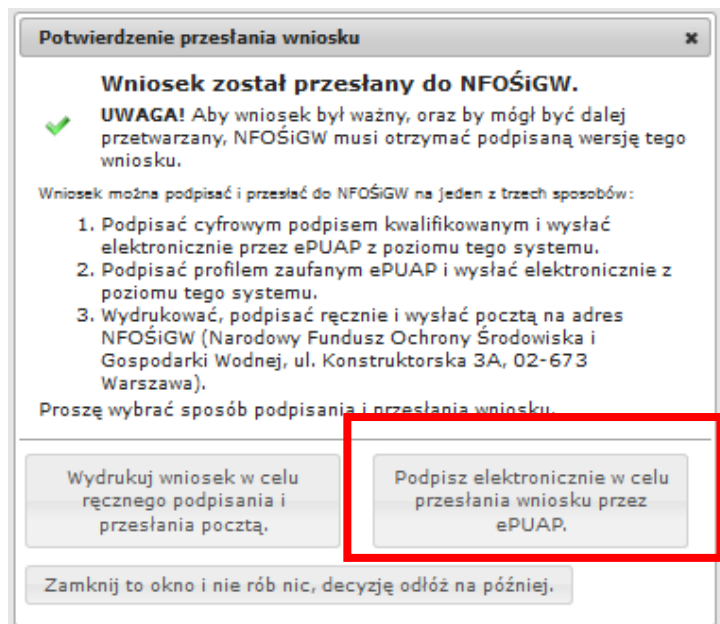 Potwierdzenie przesłania wniosku
Wniosek został przesłany do NFOŚiGW.
UWAGA! Aby wniosek był ważny, oraz by mógł być dalej
przetwarzany, NFOŚiGW musi otrzymać podpisaną wersję tego
wniosku.
Wniosek można podpisać i przesłać do NFOŚiGW na jeden z trzech sposobów:
1. Podpisać cyfrowym podpisem kwalifikowanym i wysłać
elektronicznie przez ePUAP z poziomu tego systemu.
2. Podpisać profilem zaufanym ePUAP i wysłać elektronicznie z
poziomu tego systemu.
3. Wydrukować, podpisać ręcznie i wysłać pocztą na adres
NFOŚiGW (Narodowy Fundusz Ochrony Środowiska i
Gospodarki Wodnej, ul. Konstruktorska 3A, 02-673
Warszawa).
Proszę wybrać sposób podpisania i przesłania wniosku.
Wydrukuj wniosek w celu
ręcznego podpisania i
przesłania pocztą.
Podpisz elektronicznie w celu
przesłania wniosku przez
ePUAP.
Zamknij to okno i nie rób nic, decyzję odłóż na później.